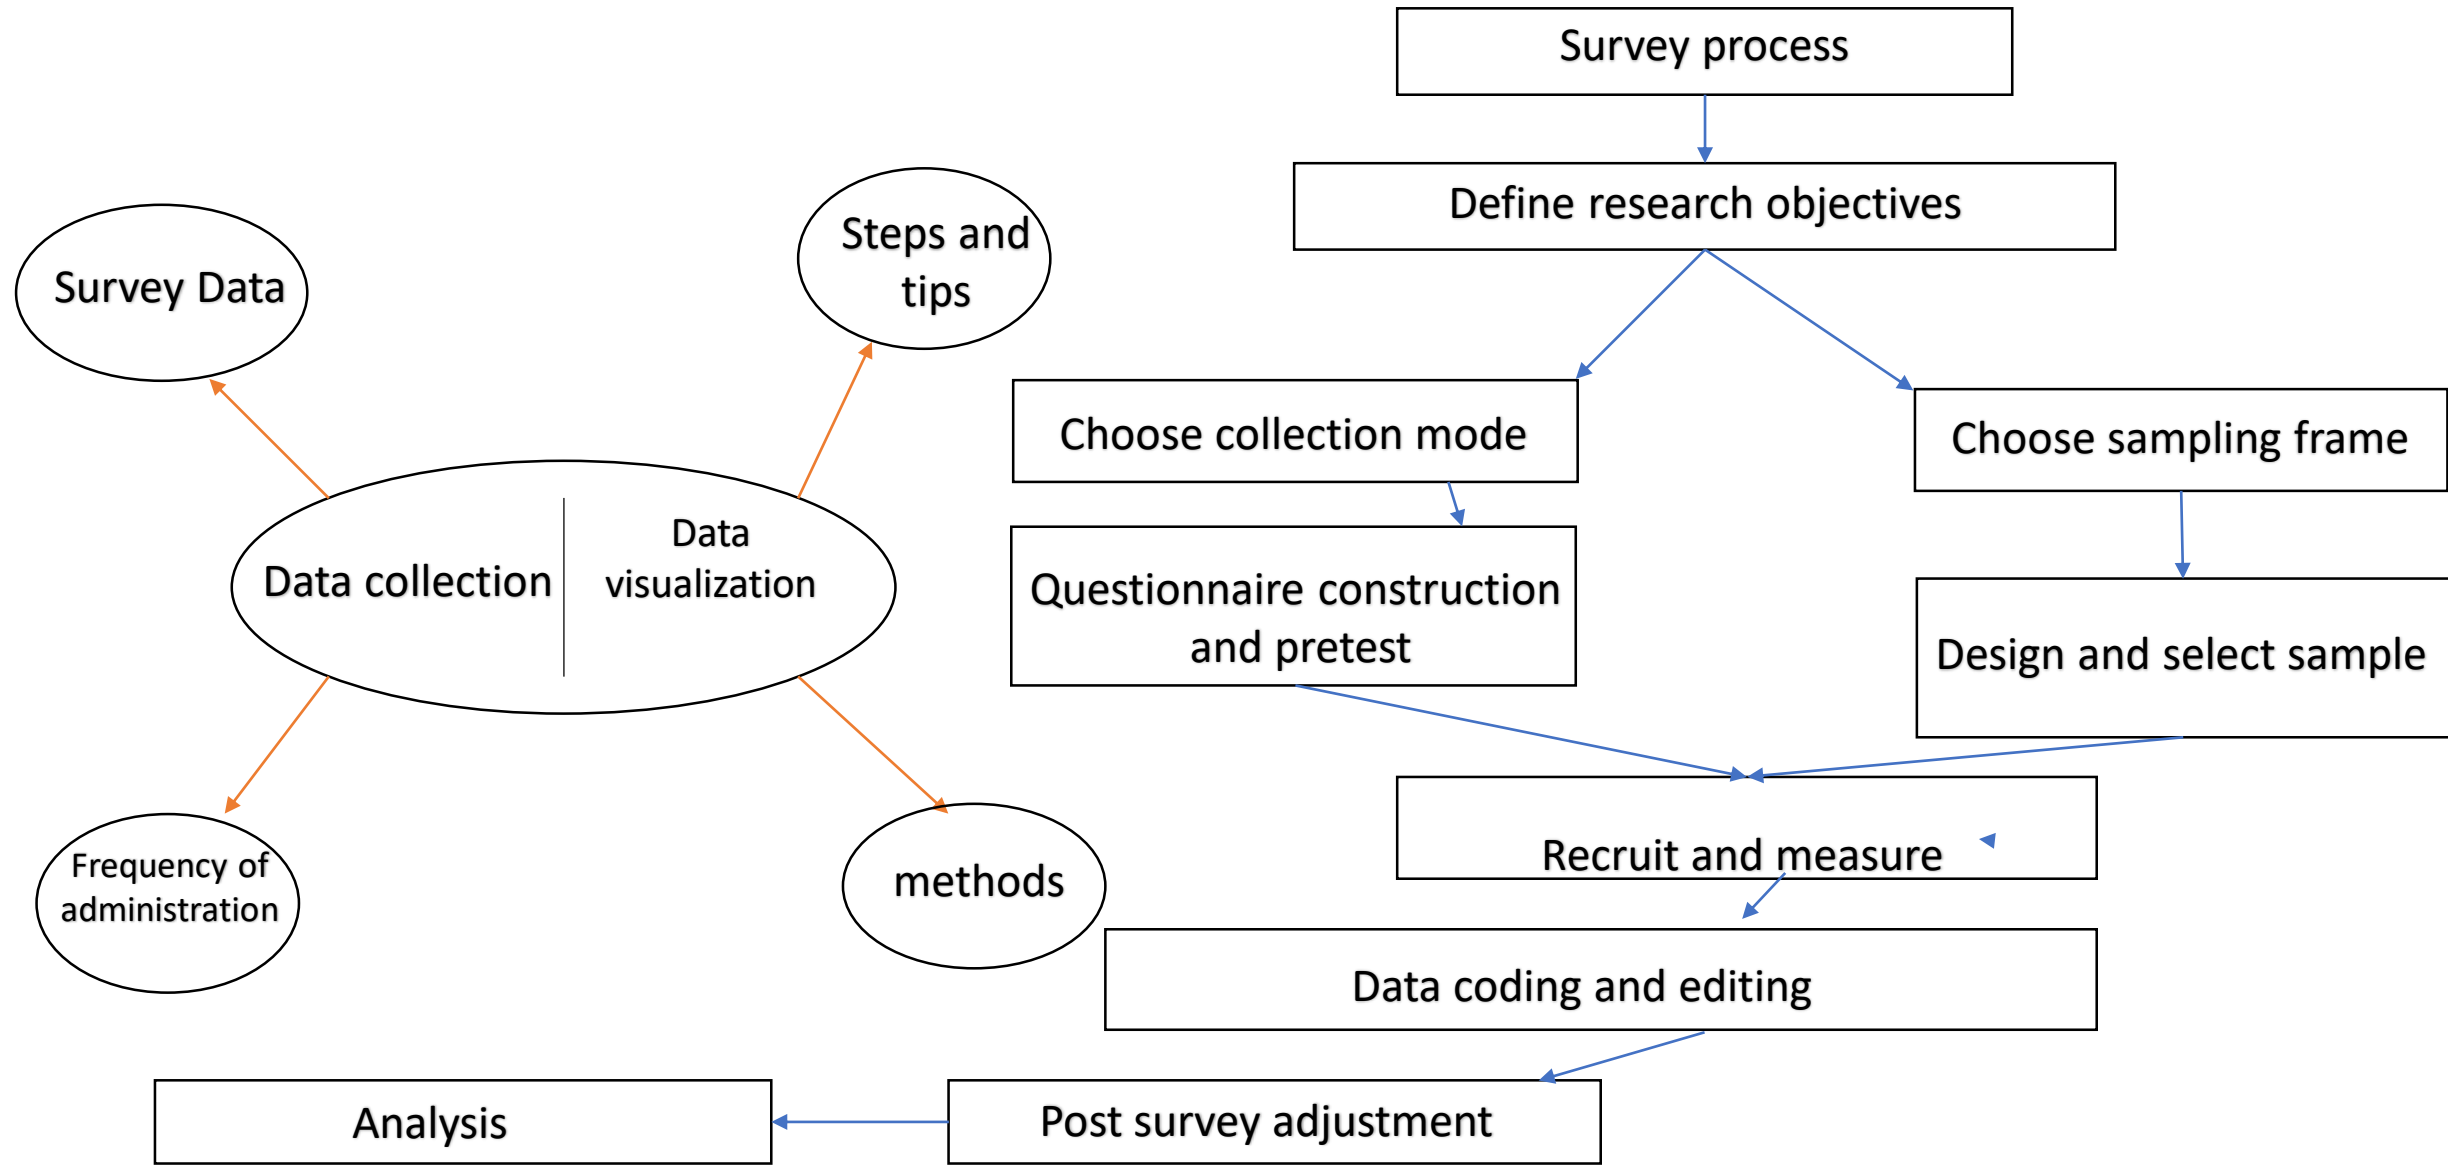 Survey process
Define research objectives
Steps and
tips
Survey Data
Choose collection mode
Choose sampling frame
Data
visualization
Data collection
Questionnaire construction
and pretest
Design and select sample
Recruit and measure
Frequency of
administration
methods
Data coding and editing
Analysis
Post survey adjustment